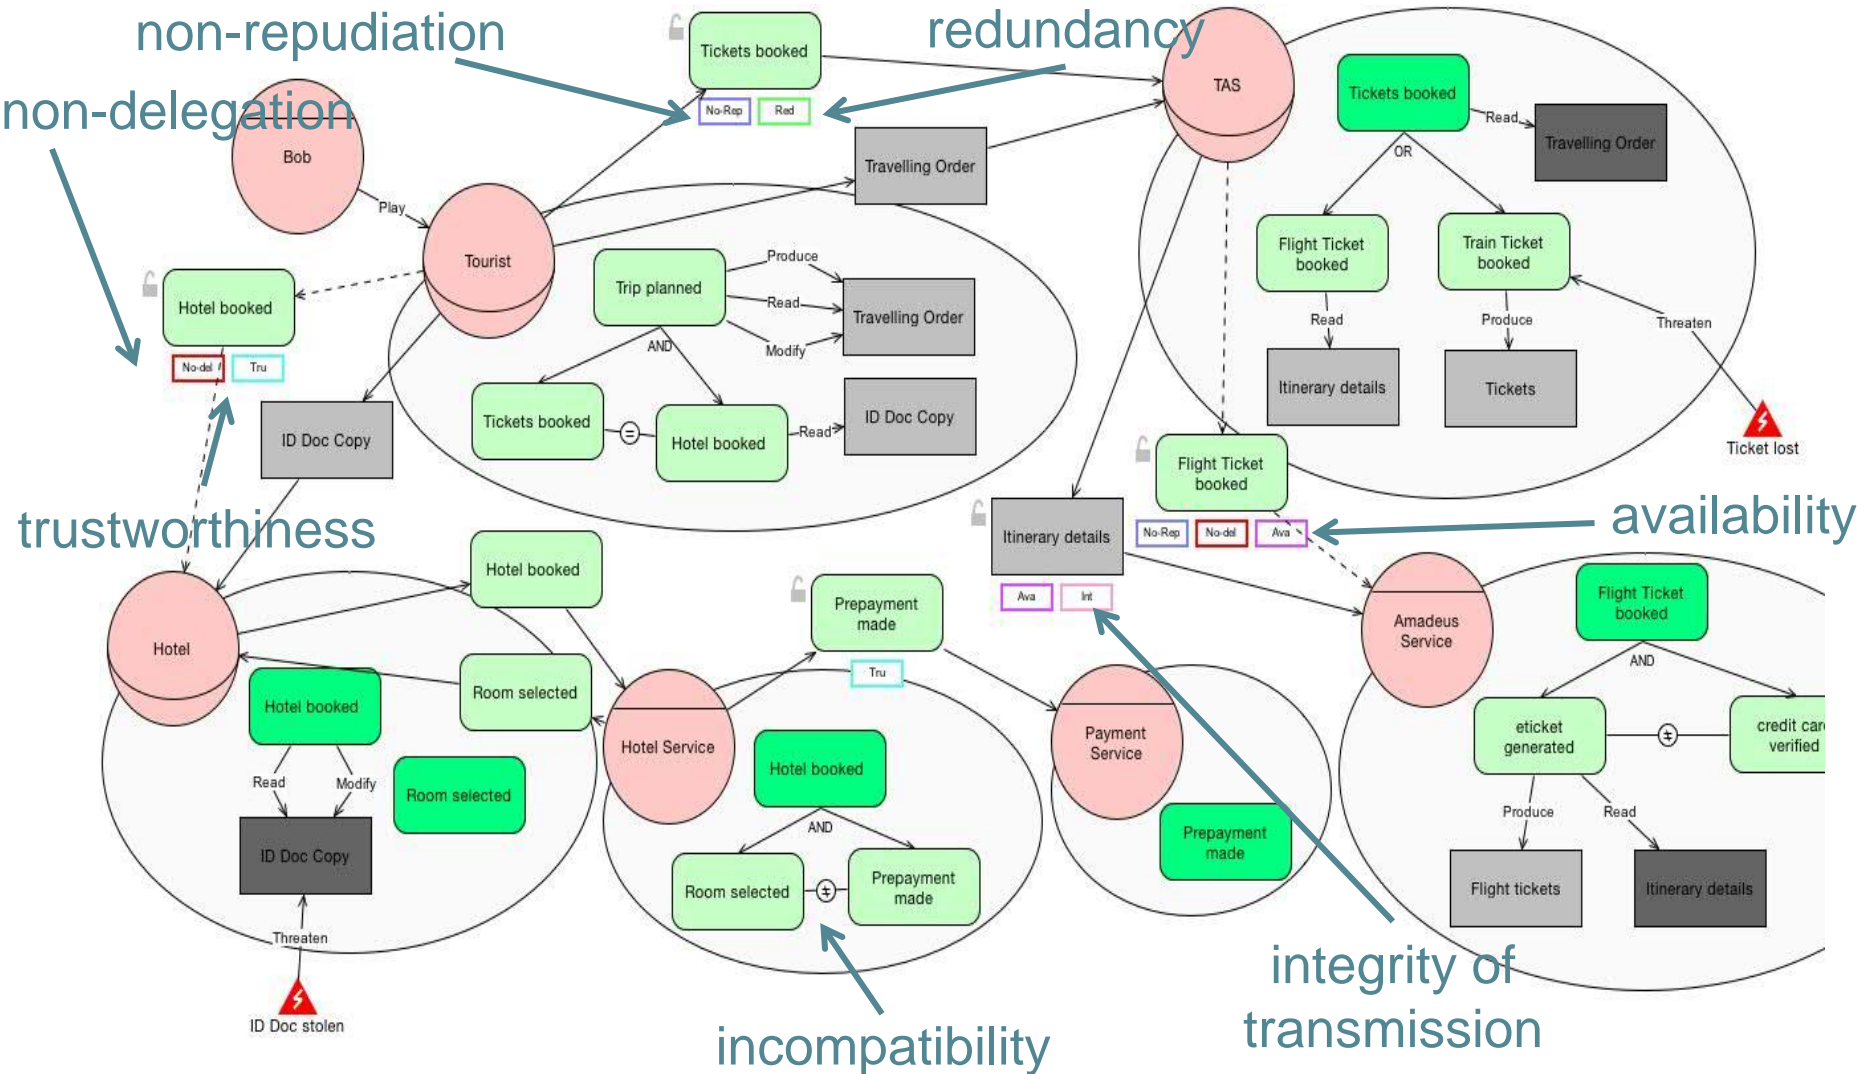 non-repudiation
redundancy
non-delegation
Tickets booked
No-Rep
Red
TAS
Tickets booked
Read
Travelling Order
OR
Flight Ticket
booked
Train Ticket
booked
Read
Produce
Threaten
Itinerary details
Tickets
Ticket lost
Bob
Play
Travelling Order
Tourist
Hotel booked
No-del
Tru
Trip planned
Produce
Read
Modify
Travelling Order
AND
Tickets booked
=
Hotel booked
Read
ID Doc Copy
ID Doc Copy
trustworthiness
Flight Ticket
booked
No-Rep
No-del
Ava
availability
Itinerary details
Ava
Int
Hotel booked
Hotel
Room selected
Hotel booked
Read
Modify
Room selected
ID Doc Copy
Threaten
ID Doc stolen
Prepayment
made
Tru
Hotel Service
Hotel booked
AND
Room selected
≠
Prepayment
made
incompatibility
Payment
Service
Prepayment
made
Amadeus
Service
Flight Ticket
booked
AND
eticket
generated
≠
credit car
verified
Produce
Read
Flight tickets
Itinerary details
integrity of
transmission